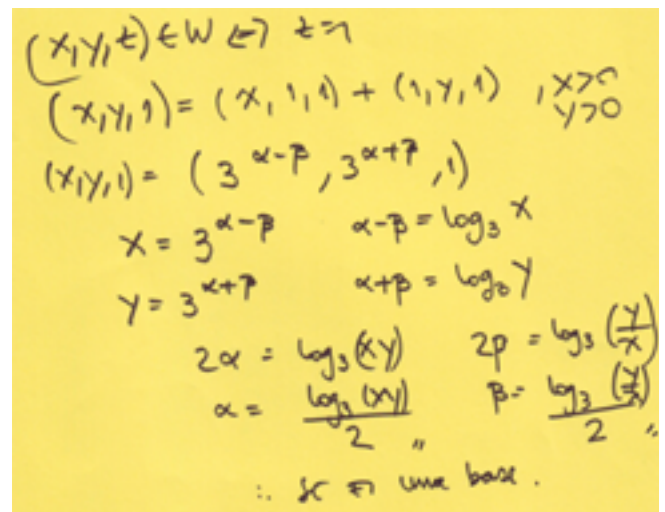 (x,y,t) ∈ W ⇔ t=1
(x,y,1) = (x,1,1) + (1,y,1) , x>0
y>0
(x,y,1) = (3^{α-β}, 3^{α+β}, 1)
x = 3^{α-β} α-β = log₃ x
y = 3^{α+β} α+β = log₃ y
2α = log₃(xy) 2β = log₃(y/x)
α = log₃(xy)/2 〃 β = log₃(y/x)/2 〃
∴ é uma base.